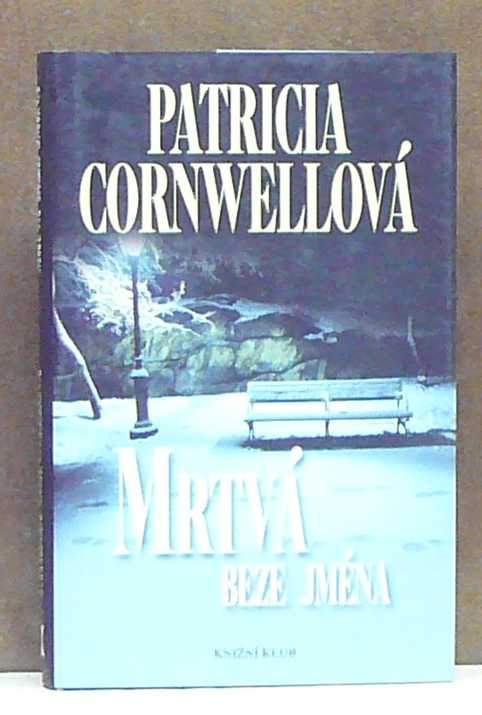 PATRICIA
CORNWELLOVÁ
MRTVÁ
BEZE JMÉNA
KNIŽNÍ KLUB